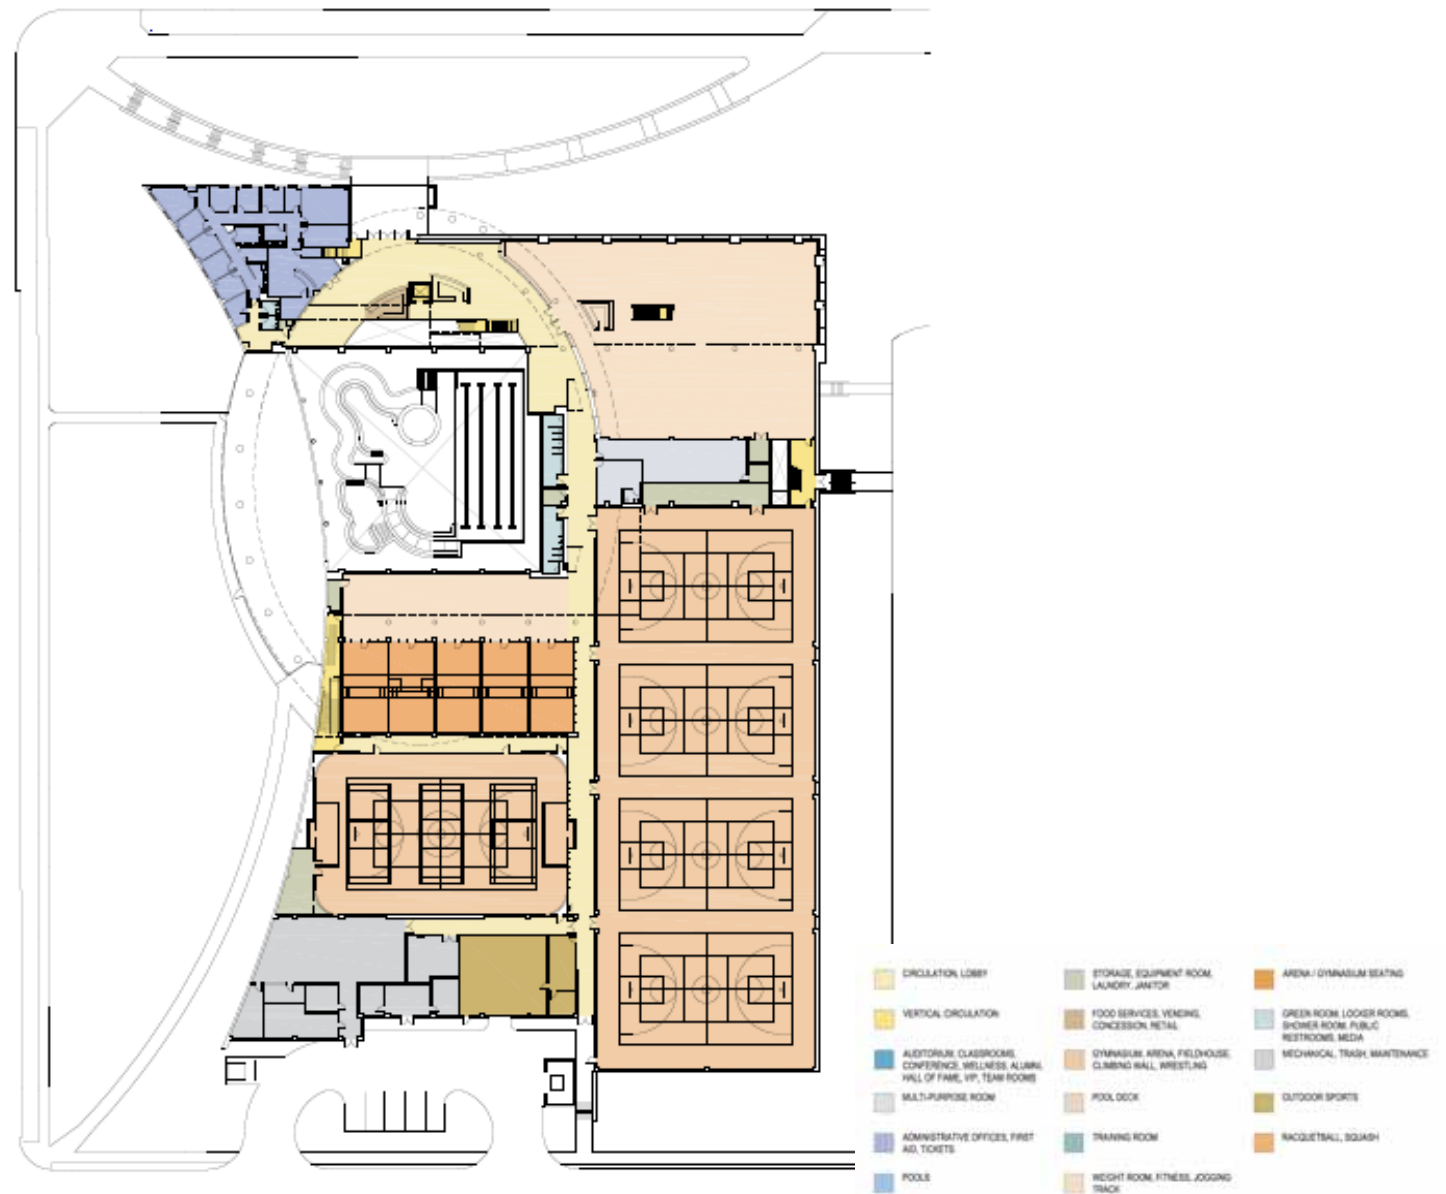 CIRCULATION, LOBBY
VERTICAL CIRCULATION
AUDITORIUM, CLASSROOMS,
CONFERENCE, WELLNESS, ALUMNI,
HALL OF FAME, VIP, TEAM ROOMS
MULTI-PURPOSE ROOM
ADMINISTRATIVE OFFICES, FIRST
AID, TICKETS
POOLS
STORAGE, EQUIPMENT ROOM,
LAUNDRY, JANITOR
FOOD SERVICES, VENDING,
CONCESSION, RETAIL
GYMNASIUM, ARENA, FIELDHOUSE,
CLIMBING WALL, WRESTLING
POOL DECK
TRAINING ROOM
WEIGHT ROOM, FITNESS, JOGGING
TRACK
ARENA / GYMNASIUM SEATING
GREEN ROOM, LOCKER ROOMS,
SHOWER ROOM, PUBLIC
RESTROOMS, MEDIA
MECHANICAL, TRASH, MAINTENANCE
OUTDOOR SPORTS
RACQUETBALL, SQUASH